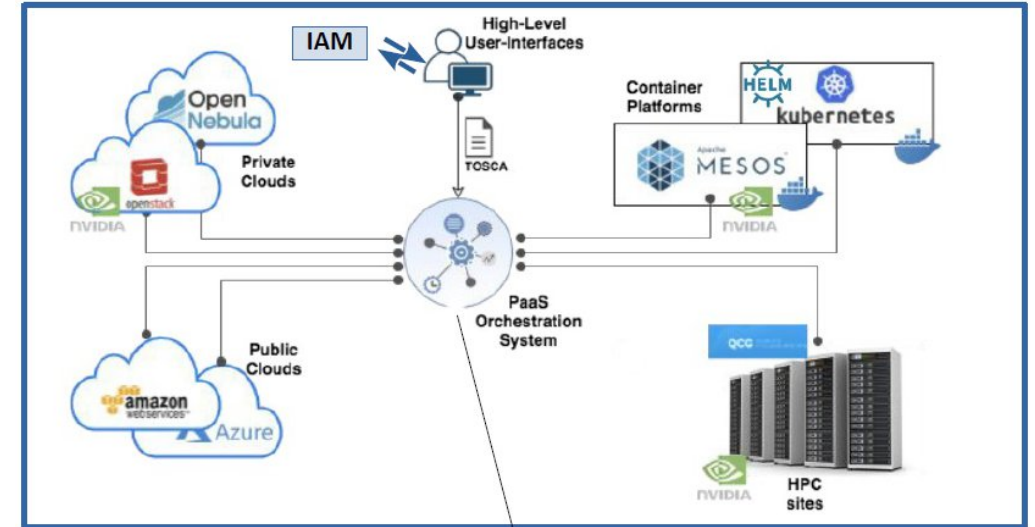 IAM
High-Level
User-interfaces
TOSCA
Open
Nebula
openstack
NVIDIA
Private
Clouds
Container
Platforms
HELM
kubernetes
Apache
MESOS
NVIDIA
PaaS
Orchestration
System
Public
Clouds
amazon
webservices™
Azure
QCG
NVIDIA
HPC
sites